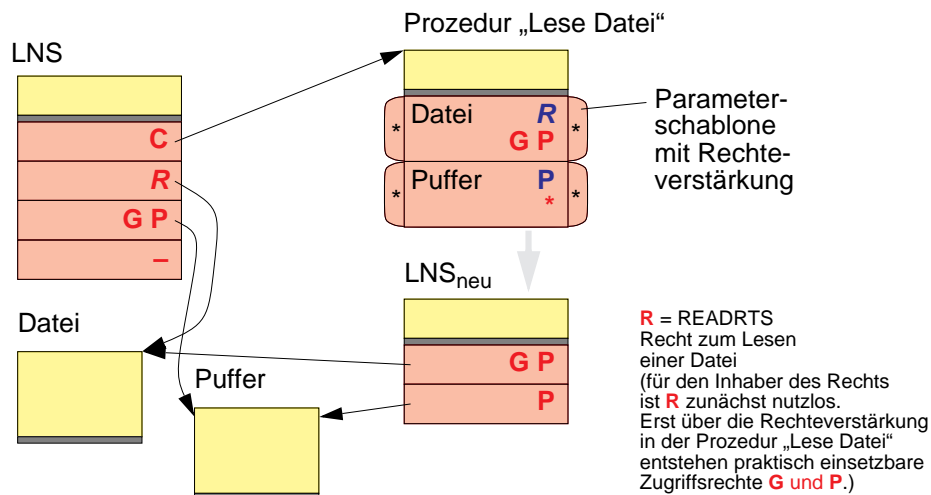 Prozedur „Lese Datei“
LNS
C
R
G P
–
Datei R
* G P *
Puffer P
* * *
Parameter-
schablone
mit Rechte-
verstärkung
LNSneu
G P
P
Datei
Puffer
R = READRTS
Recht zum Lesen
einer Datei
(für den Inhaber des Rechts
ist R zunächst nutzlos.
Erst über die Rechteverstärkung
in der Prozedur „Lese Datei“
entstehen praktisch einsetzbare
Zugriffsrechte G und P.)